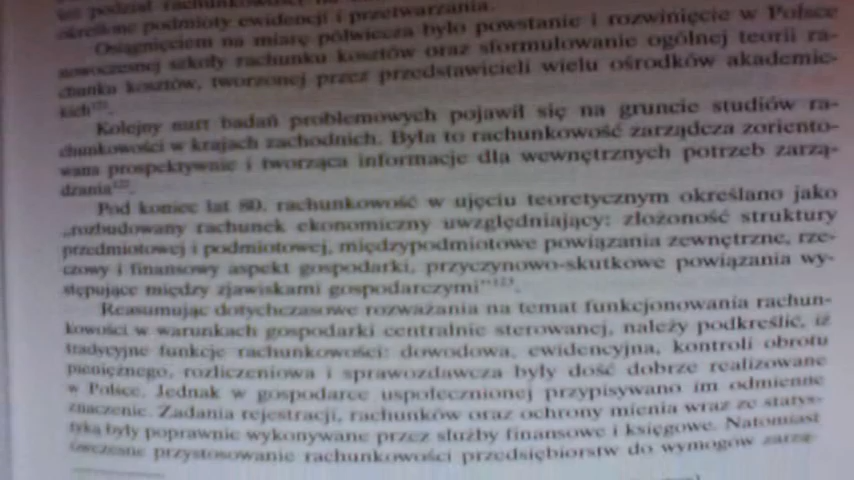 określone podmioty ewidencji i przetwarzania.
Osiągnięciem na miarę półwiecza było powstanie i rozwinięcie w Polsce
nowoczesnej szkoły rachunku kosztów oraz sformułowanie ogólnej teorii ra-
chunku kosztów, tworzonej przez przedstawicieli wielu ośrodków akademic-
kich
Kolejny nurt badań problemowych pojawił się na gruncie studiów ra-
chunkowości w krajach zachodnich. Była to rachunkowość zarządcza zoriento-
wana prospektywnie i tworząca informacje dla wewnętrznych potrzeb zarzą-
dzania
Pod koniec lat 80. rachunkowość w ujęciu teoretycznym określano jako
„rozbudowany rachunek ekonomiczny uwzględniający: złożoność struktury
przedmiotowej i podmiotowej, międzypodmiotowe powiązania zewnętrzne, rze-
czowy i finansowy aspekt gospodarki, przyczynowo-skutkowe powiązania wy-
stępujące między zjawiskami gospodarczymi”¹²³.
Reasumując dotychczasowe rozważania na temat funkcjonowania rachun-
kowości w warunkach gospodarki centralnie sterowanej, należy podkreślić, iż
tradycyjne funkcje rachunkowości: dowodowa, ewidencyjna, kontroli obrotu
pieniężnego, rozliczeniowa i sprawozdawcza były dość dobrze realizowane
w Polsce. Jednak w gospodarce uspołecznionej przypisywano im odmienne
znaczenie. Zadania rejestracji, rachunków oraz ochrony mienia wraz ze statys-
tyką były poprawnie wykonywane przez służby finansowe i księgowe. Natomiast
ówczesne przystosowanie rachunkowości przedsiębiorstw do wymogów zarzą-